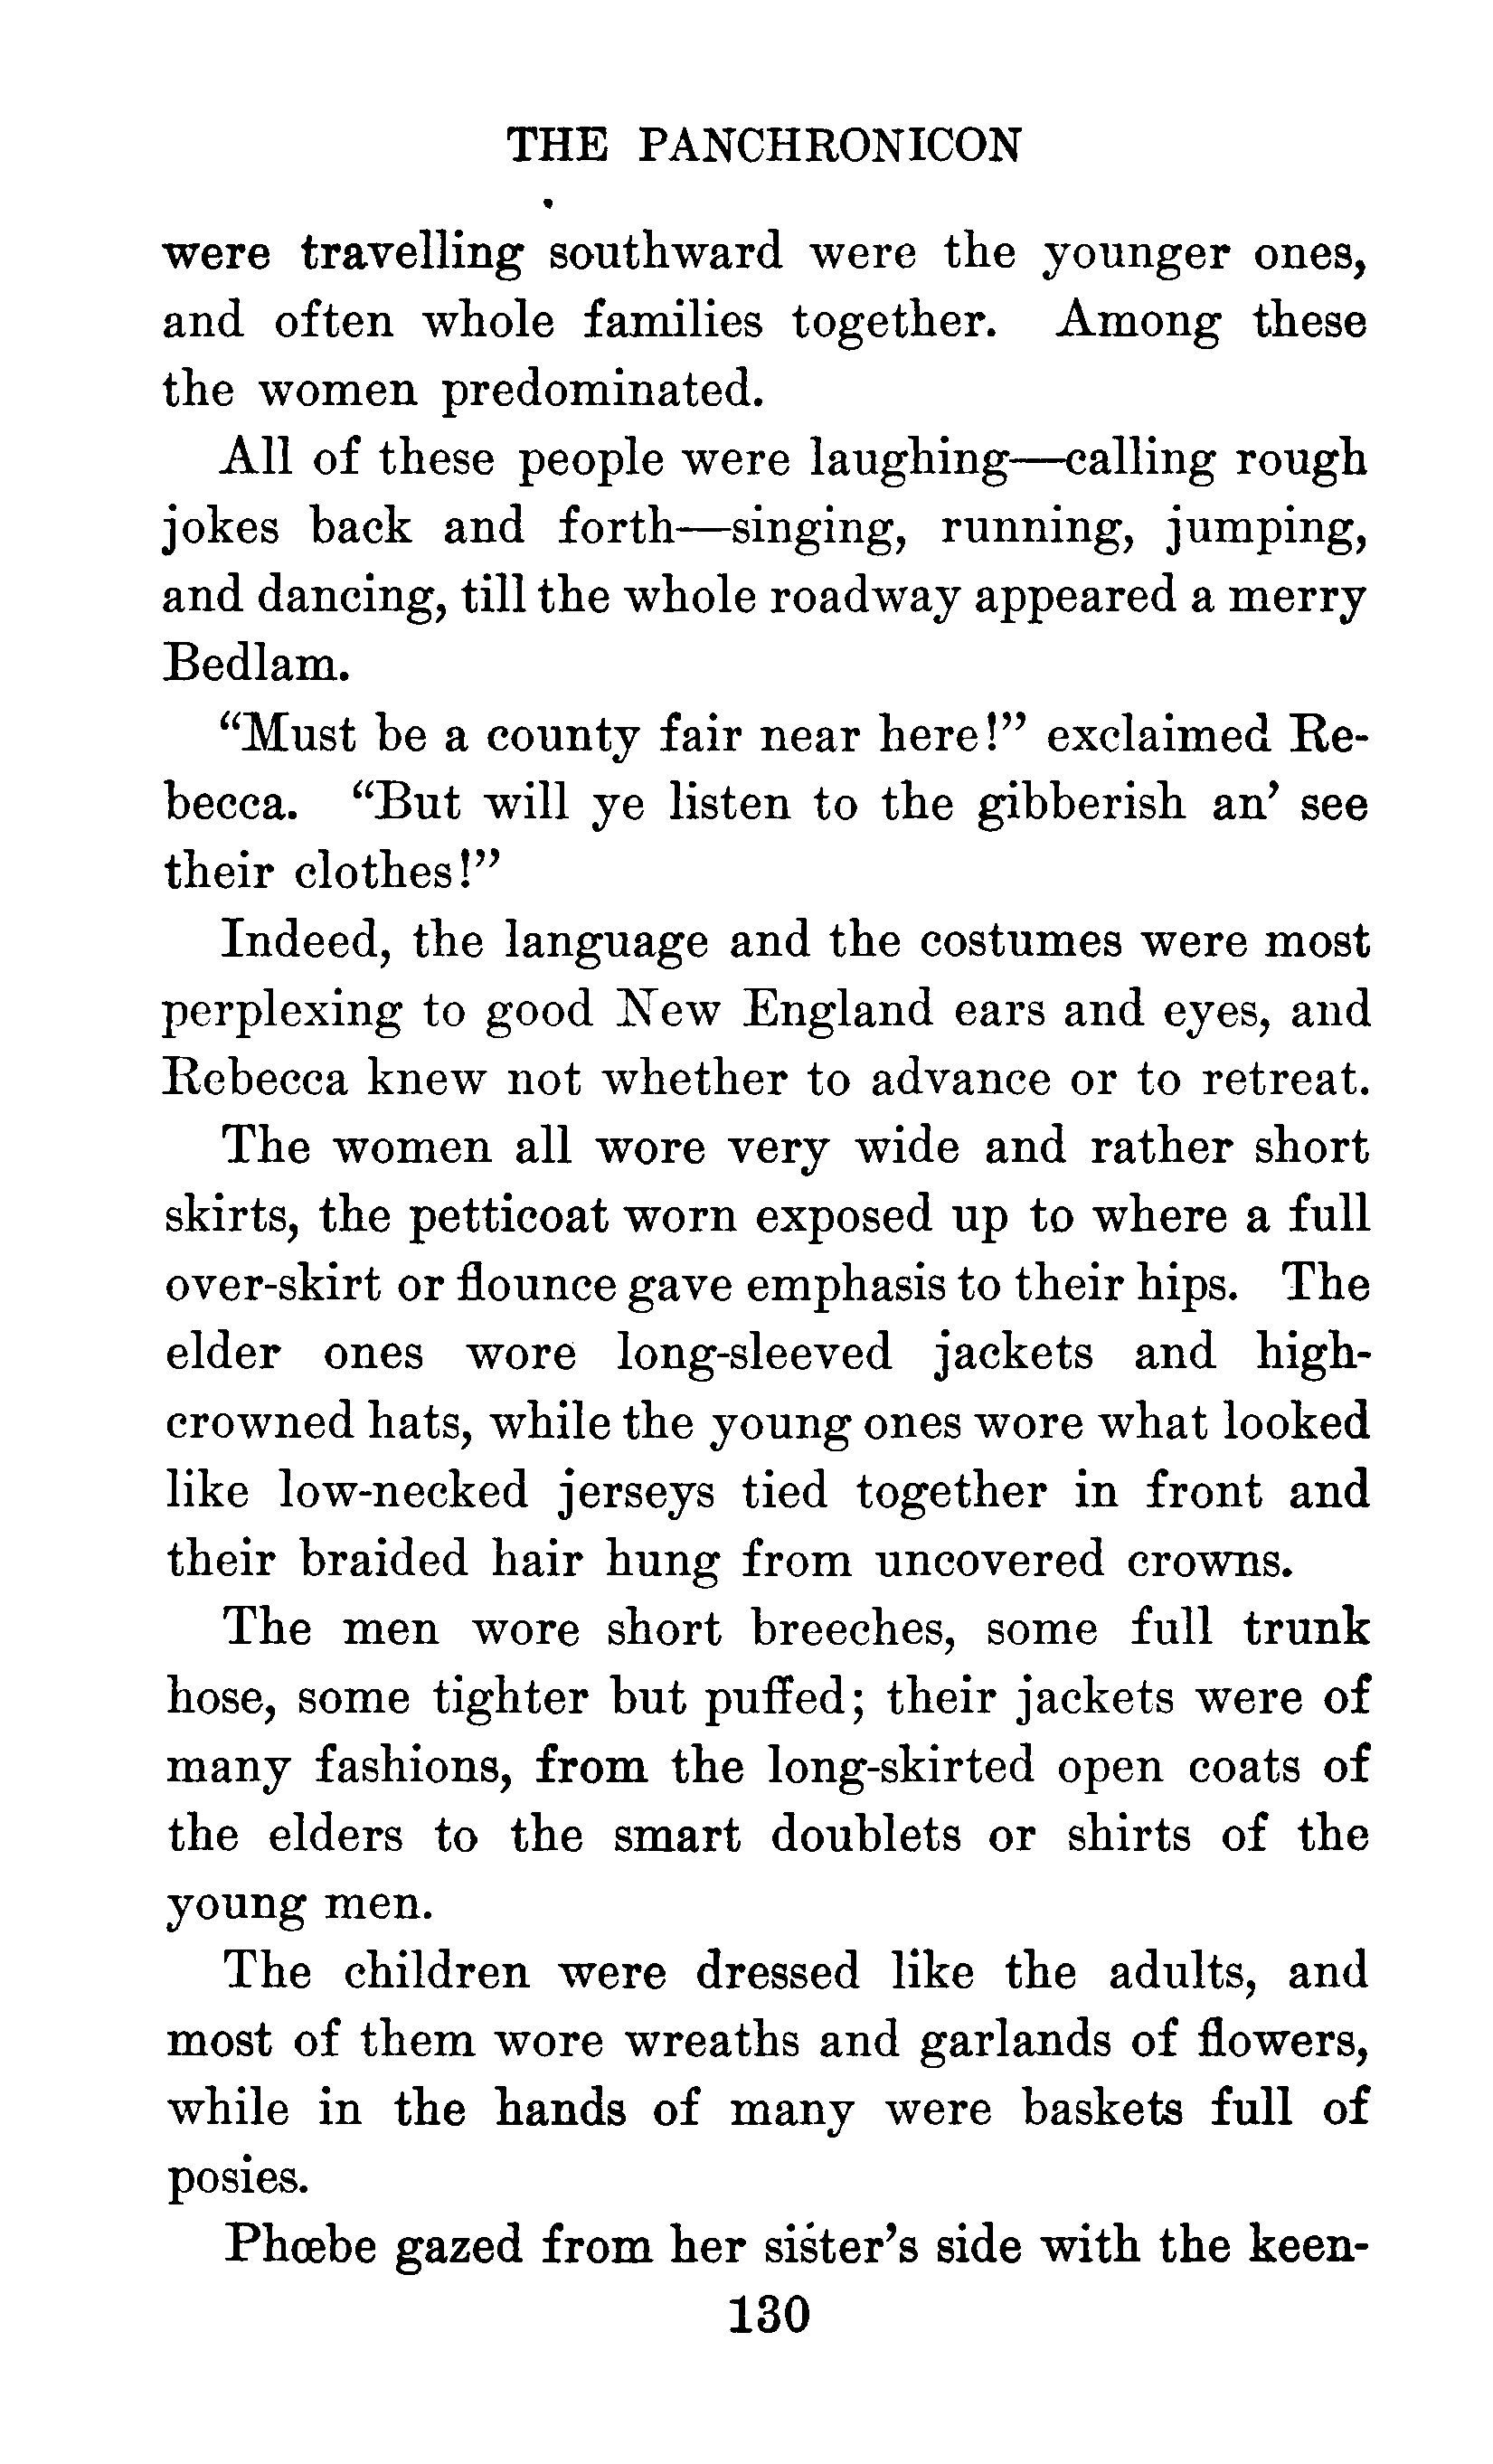 THE PANCHRONICON
were travelling southward were the younger ones,
and often whole families together. Among these
the women predominated.
All of these people were laughing—calling rough
jokes back and forth—singing, running, jumping,
and dancing, till the whole roadway appeared a merry
Bedlam.
“Must be a county fair near here!” exclaimed Re-
becca. “But will ye listen to the gibberish an’ see
their clothes!”
Indeed, the language and the costumes were most
perplexing to good New England ears and eyes, and
Rebecca knew not whether to advance or to retreat.
The women all wore very wide and rather short
skirts, the petticoat worn exposed up to where a full
over-skirt or flounce gave emphasis to their hips. The
elder ones wore long-sleeved jackets and high-
crowned hats, while the young ones wore what looked
like low-necked jerseys tied together in front and
their braided hair hung from uncovered crowns.
The men wore short breeches, some full trunk
hose, some tighter but puffed; their jackets were of
many fashions, from the long-skirted open coats of
the elders to the smart doublets or shirts of the
young men.
The children were dressed like the adults, and
most of them wore wreaths and garlands of flowers,
while in the hands of many were baskets full of
posies.
Phœbe gazed from her sister’s side with the keen-
130